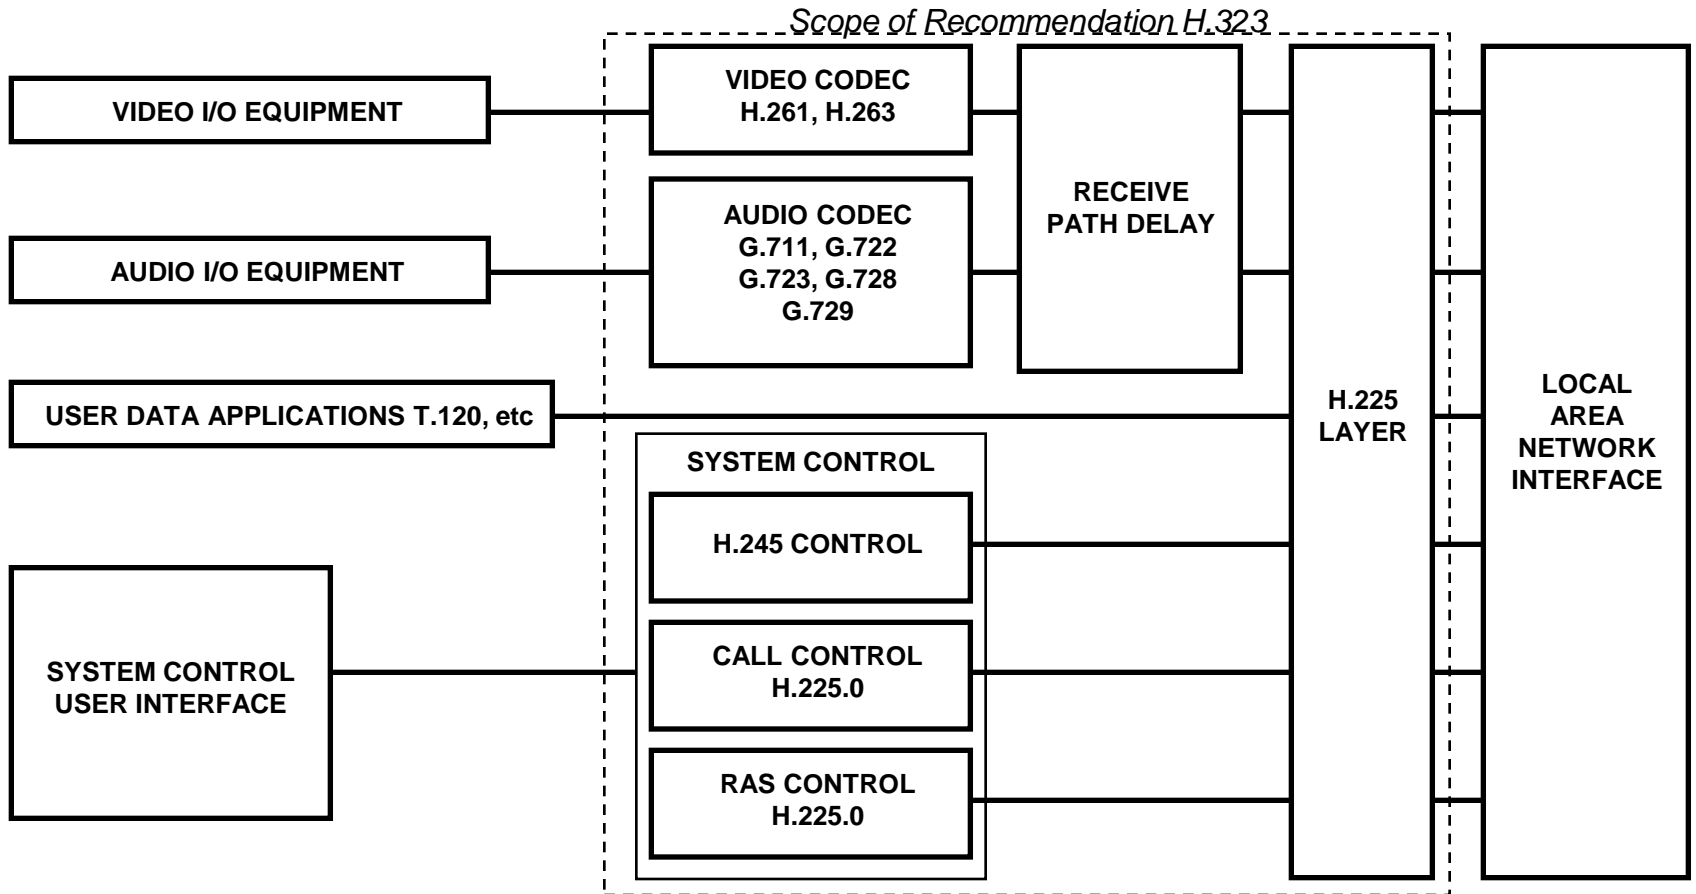 Scope of Recommendation H.323
VIDEO I/O EQUIPMENT
VIDEO CODEC
H.261, H.263
AUDIO I/O EQUIPMENT
AUDIO CODEC
G.711, G.722
G.723, G.728
G.729
RECEIVE
PATH DELAY
USER DATA APPLICATIONS T.120, etc
H.225
LAYER
LOCAL
AREA
NETWORK
INTERFACE
SYSTEM CONTROL
H.245 CONTROL
SYSTEM CONTROL
USER INTERFACE
CALL CONTROL
H.225.0
RAS CONTROL
H.225.0